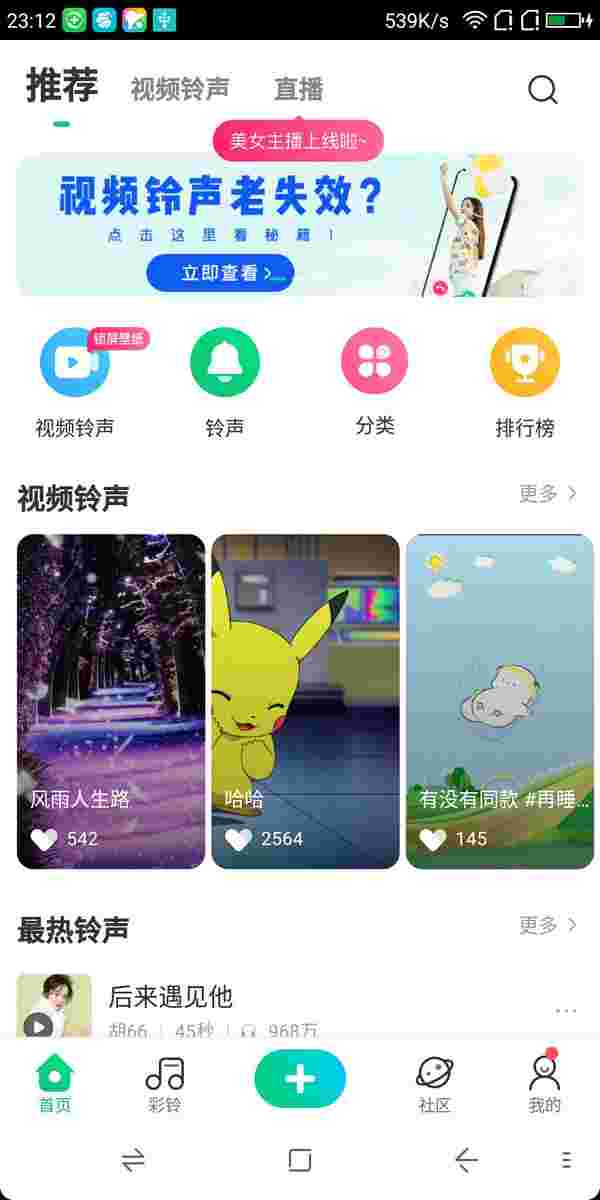 23:12
539K/s
推荐
视频铃声
直播
美女主播上线啦~
视频铃声老失效？
点击这里看秘籍！
立即查看
锁屏壁纸
视频铃声
铃声
分类
排行榜
视频铃声
更多
风雨人生路
542
哈哈
2564
有没有同款 #再睡...
145
最热铃声
更多
后来遇见他
胡66 | 45秒 | 968万
首页
彩铃
社区
我的